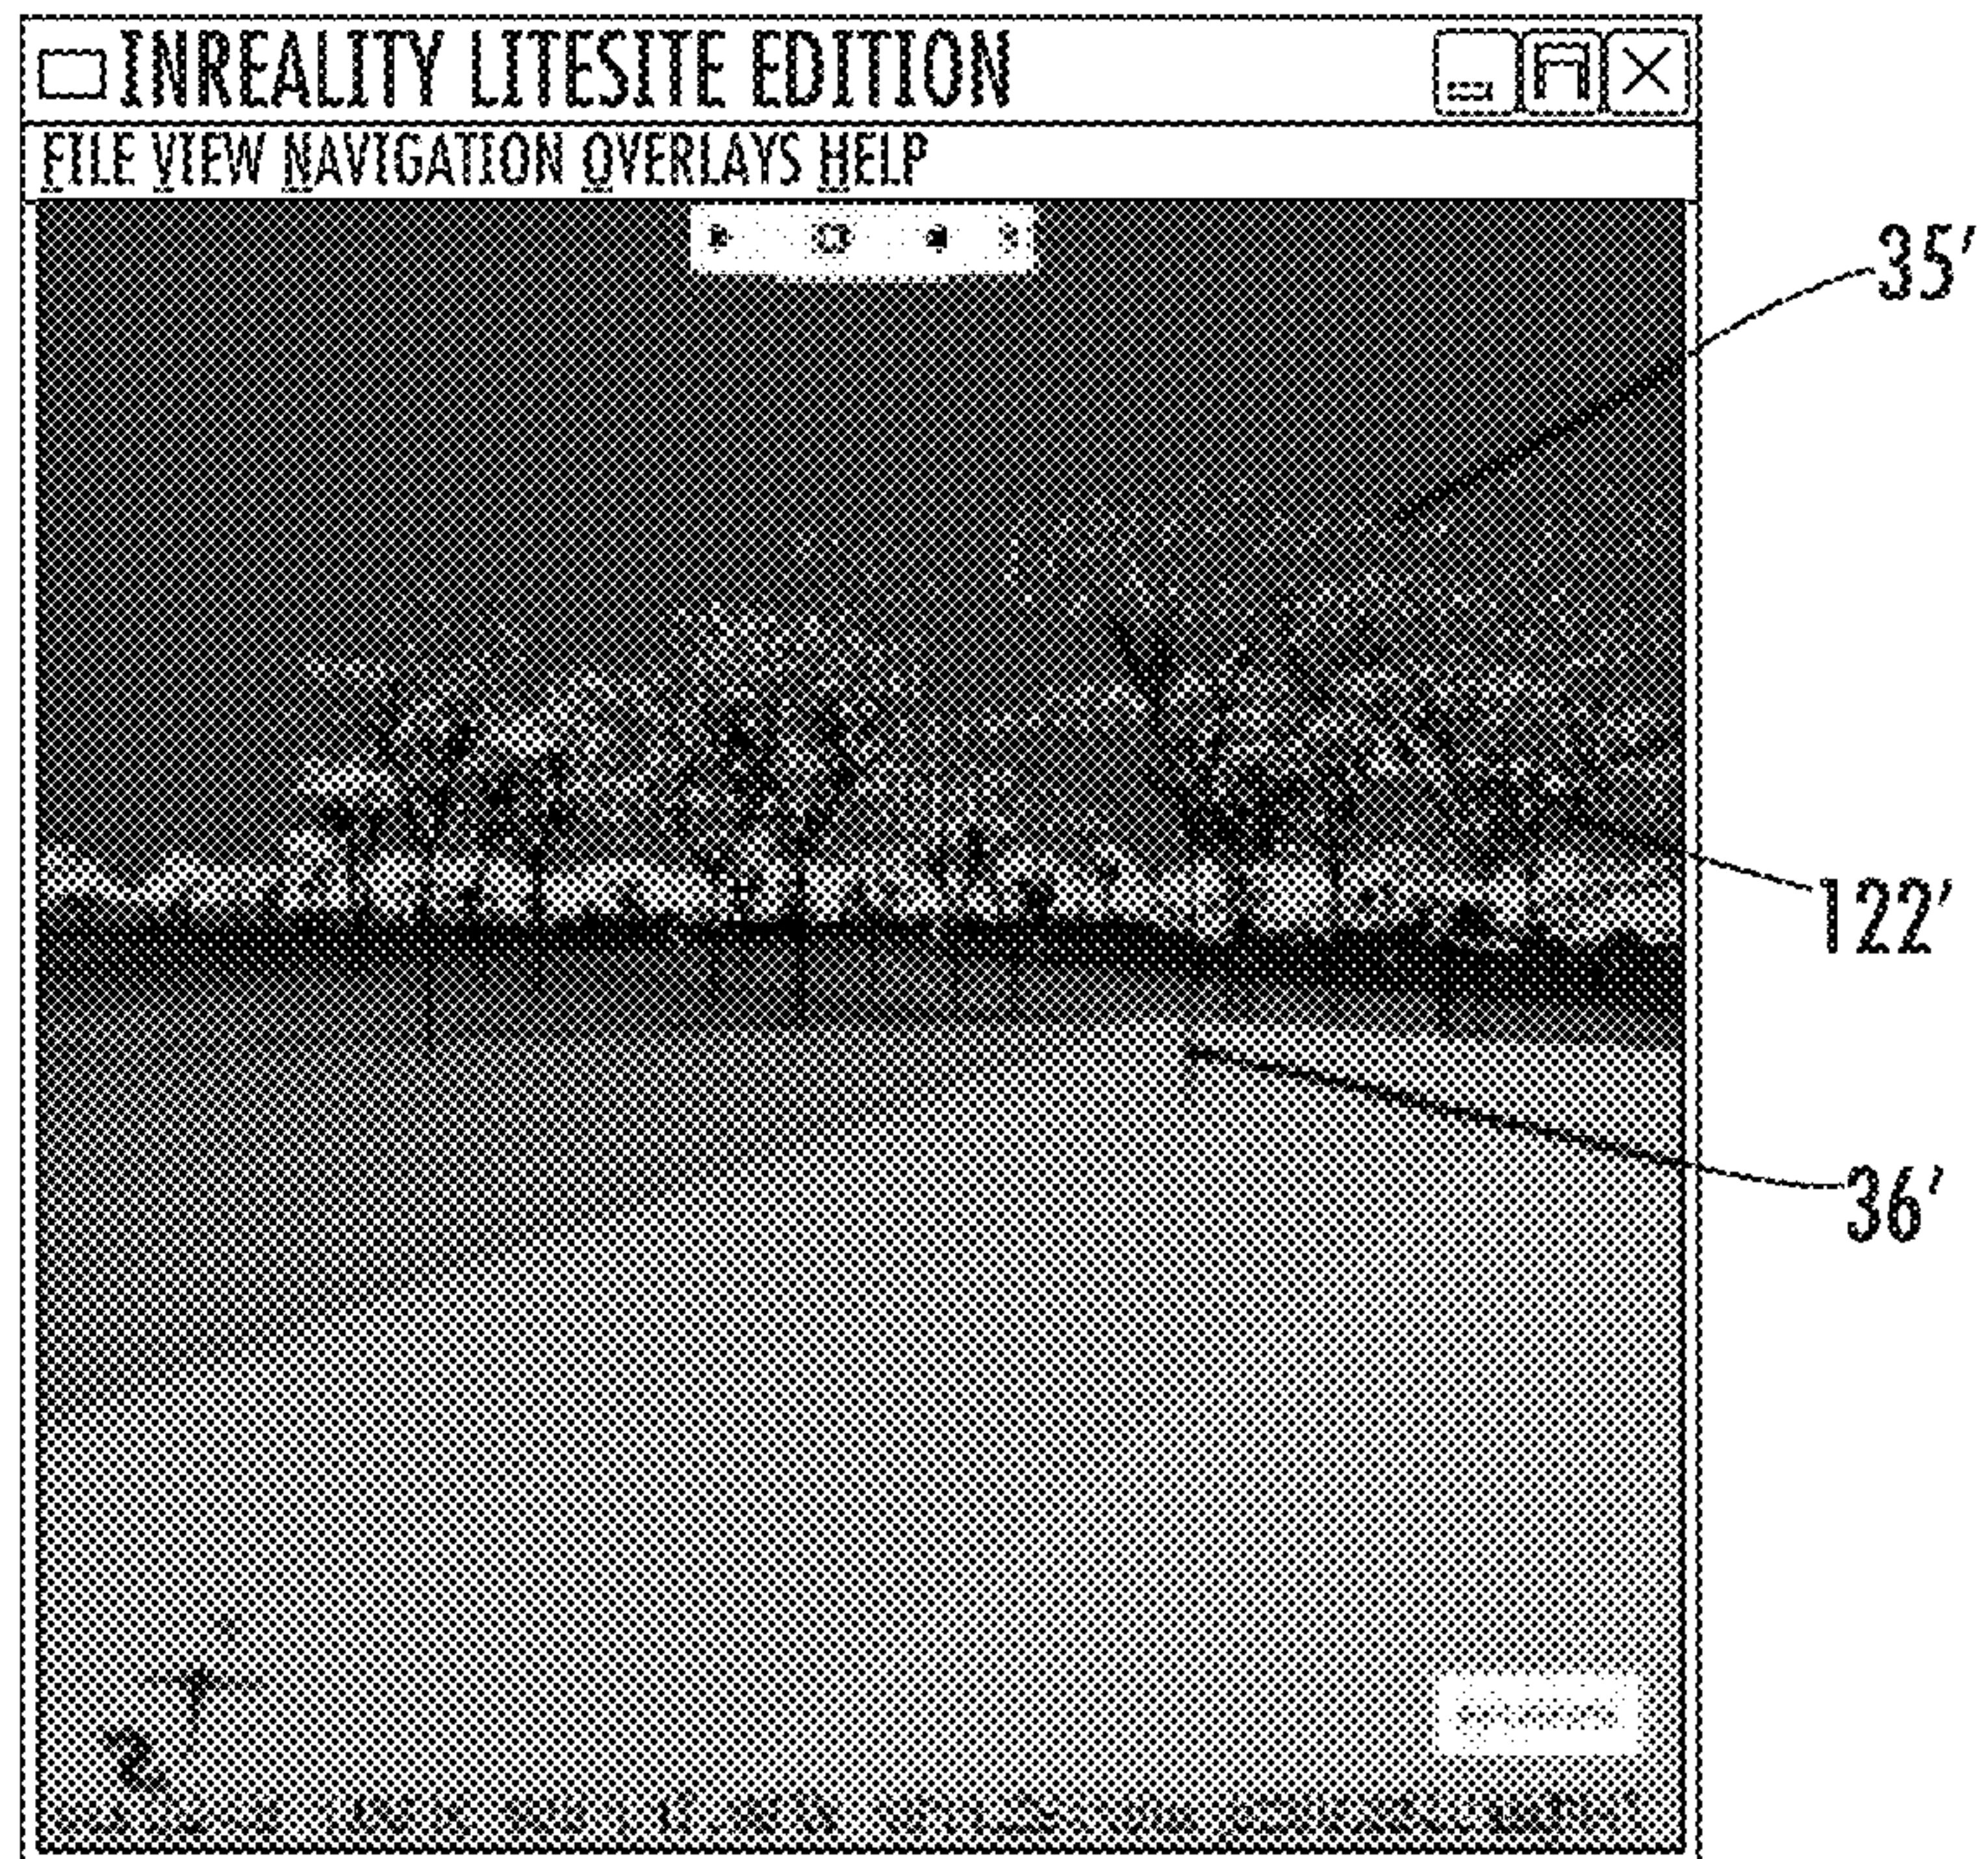 INREALITY LITESITE EDITION
FILE VIEW NAVIGATION OVERLAYS HELP
35'
122'
36'